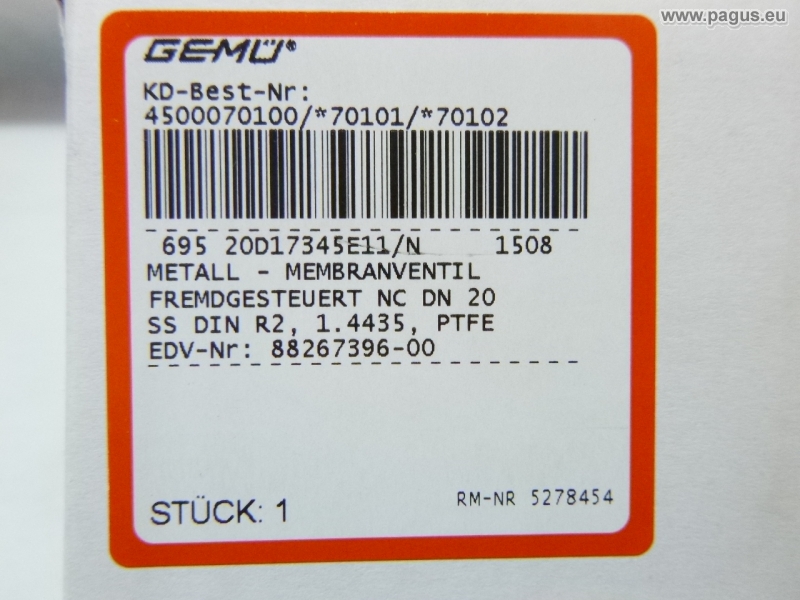 www.pagus.eu
GEMÜ®
KD-Best-Nr:
4500070100/*70101/*70102
695 20D17345E11/N 1508
METALL - MEMBRANVENTIL
FREMDGESTEUERT NC DN 20
SS DIN R2, 1.4435, PTFE
EDV-Nr: 88267396-00
STÜCK: 1
RM-NR 5278454